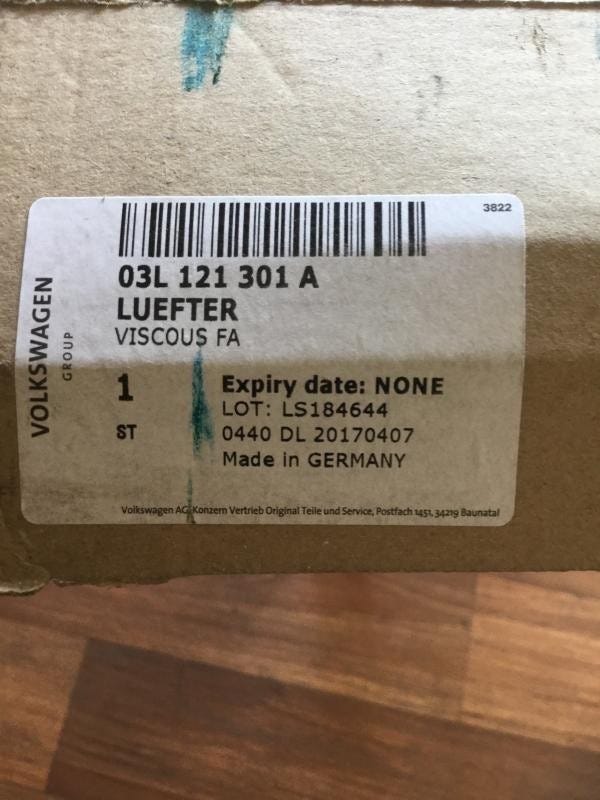 3822
03L 121 301 A
LUEFTER
VISCOUS FA
VOLKSWAGEN
GROUP
1
ST
Expiry date: NONE
LOT: LS184644
0440 DL 20170407
Made in GERMANY
Volkswagen AG Konzern Vertrieb Original Teile und Service, Postfach 1451, 34219 Baunatal